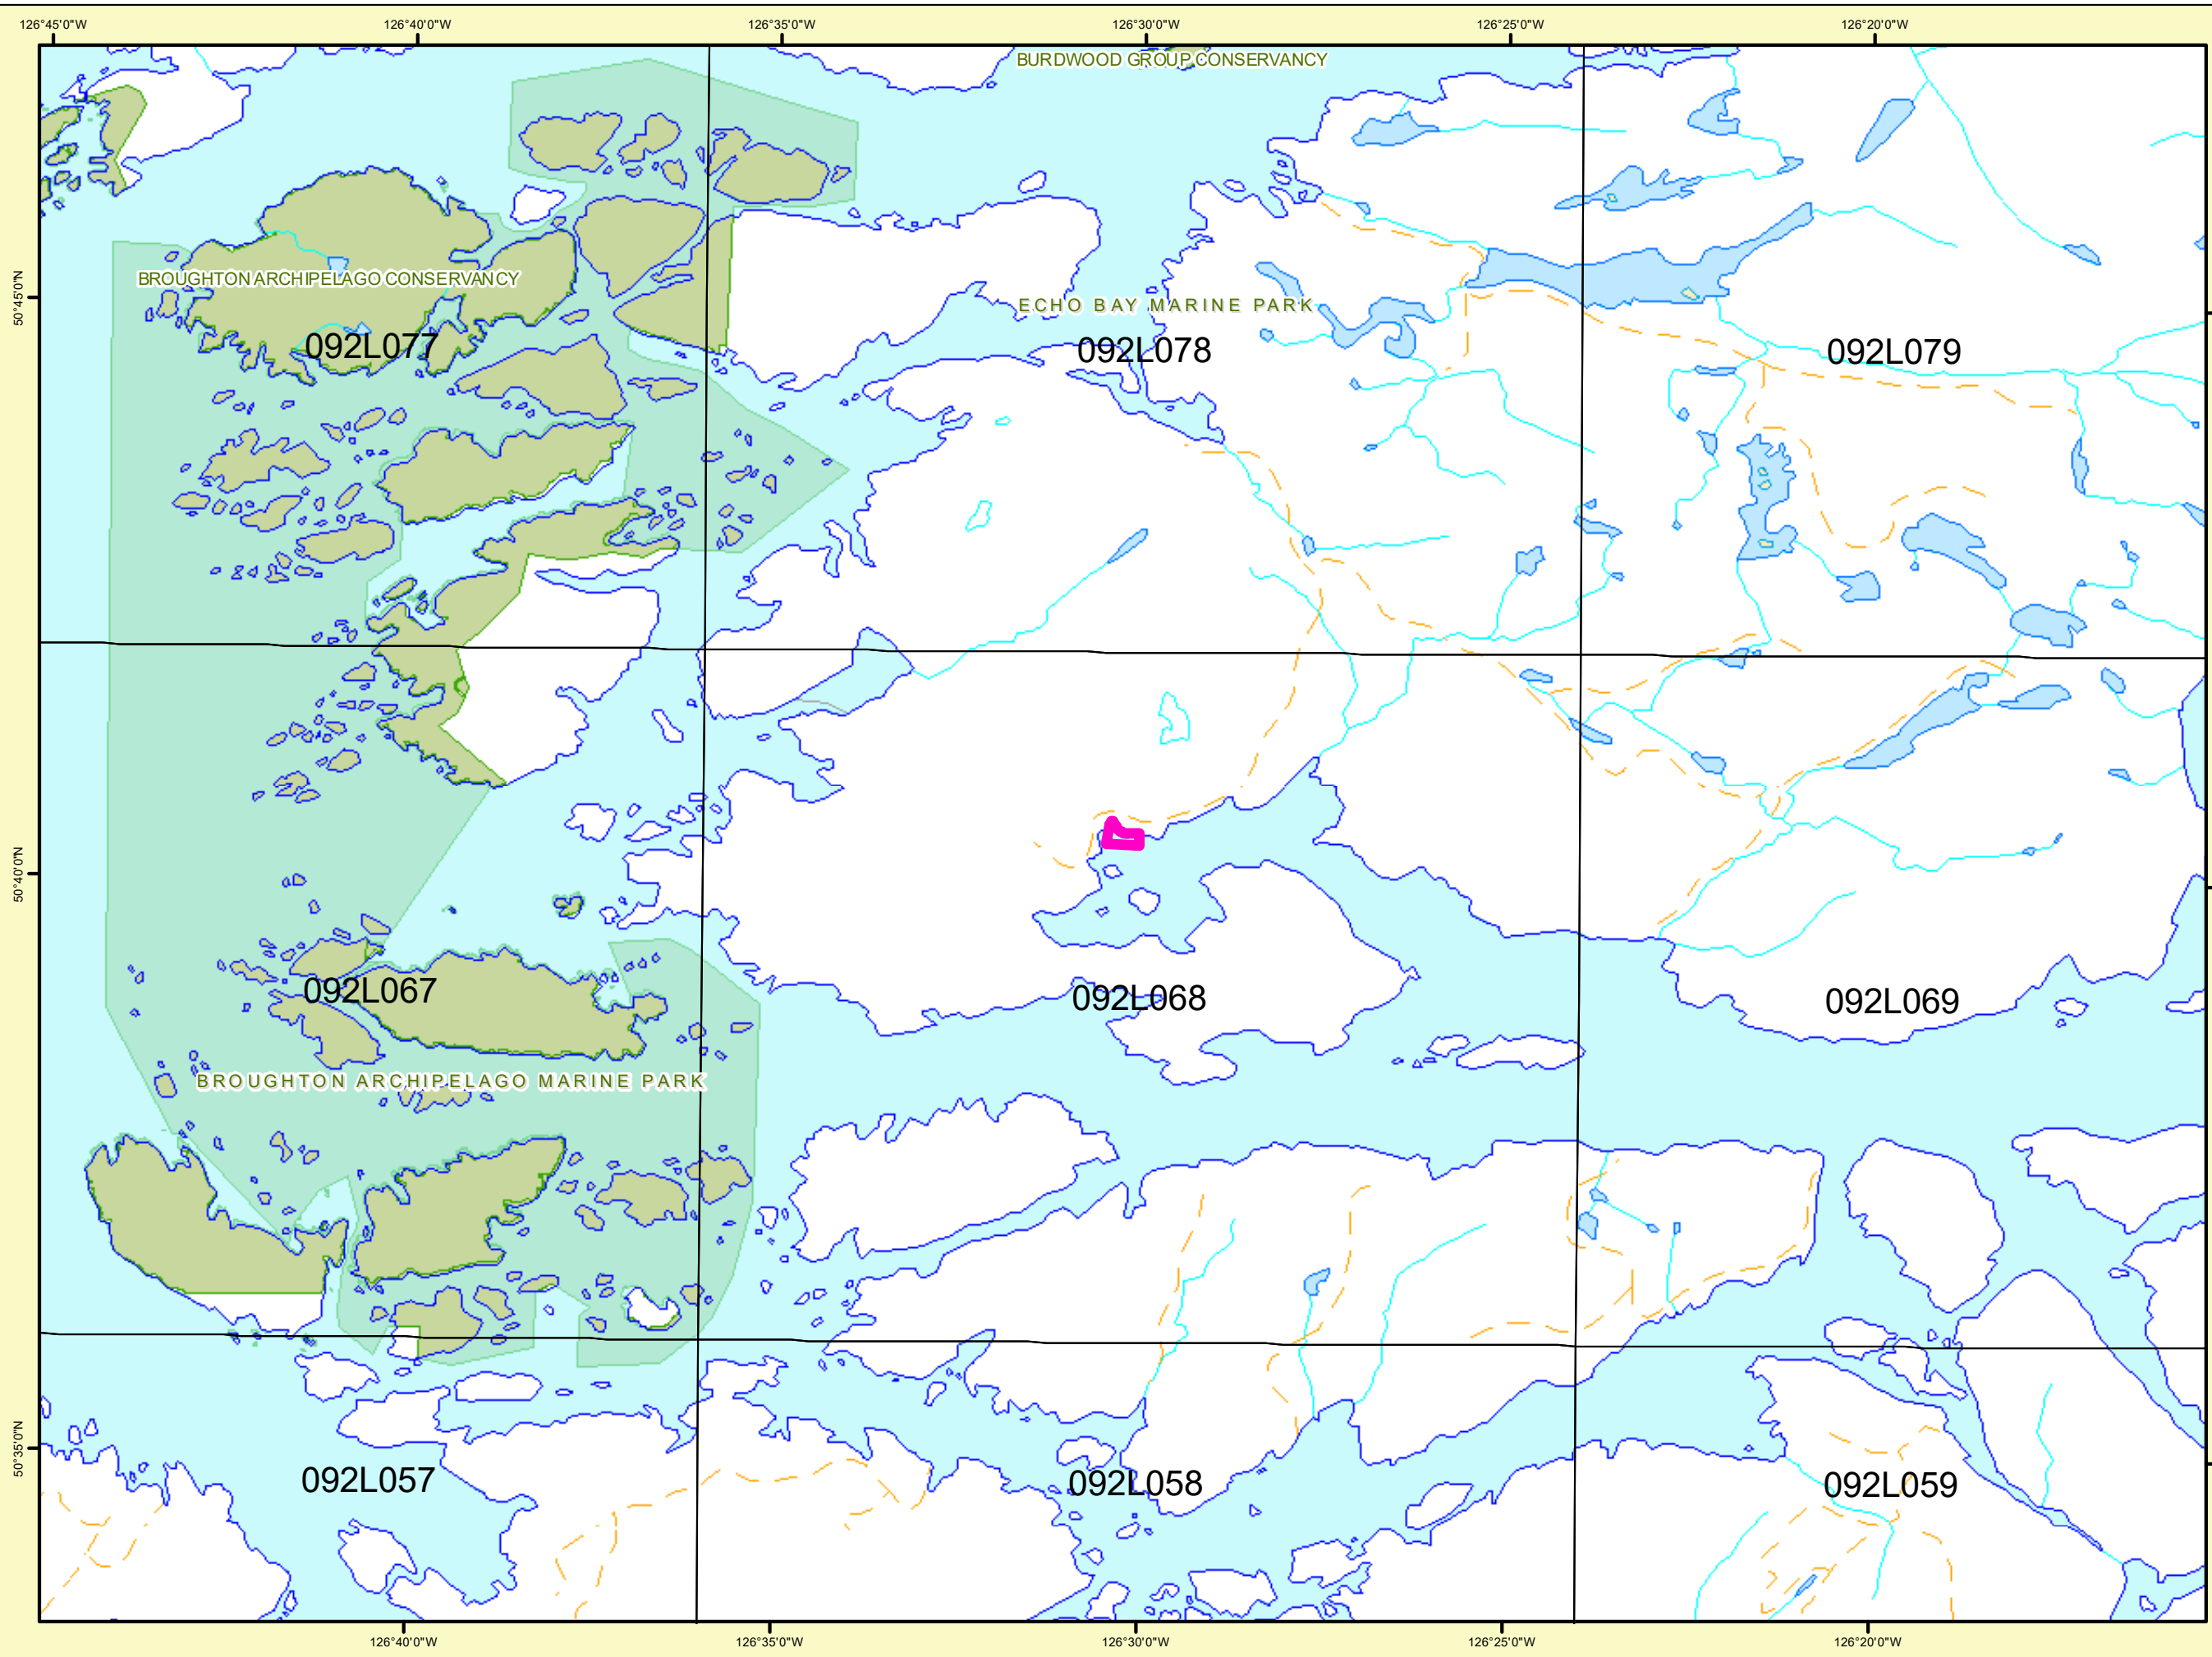 126°45'0"W
126°40'0"W
126°35'0"W
126°30'0"W
126°25'0"W
126°20'0"W
BURDWOOD GROUP CONSERVANCY
50°45'0"N
BROUGHTON ARCHIPELAGO CONSERVANCY
ECHO BAY MARINE PARK
092L077
092L078
092L079
50°40'0"N
092L067
092L068
092L069
BROUGHTON ARCHIPELAGO MARINE PARK
50°35'0"N
092L057
092L058
092L059
126°40'0"W
126°35'0"W
126°30'0"W
126°25'0"W
126°20'0"W